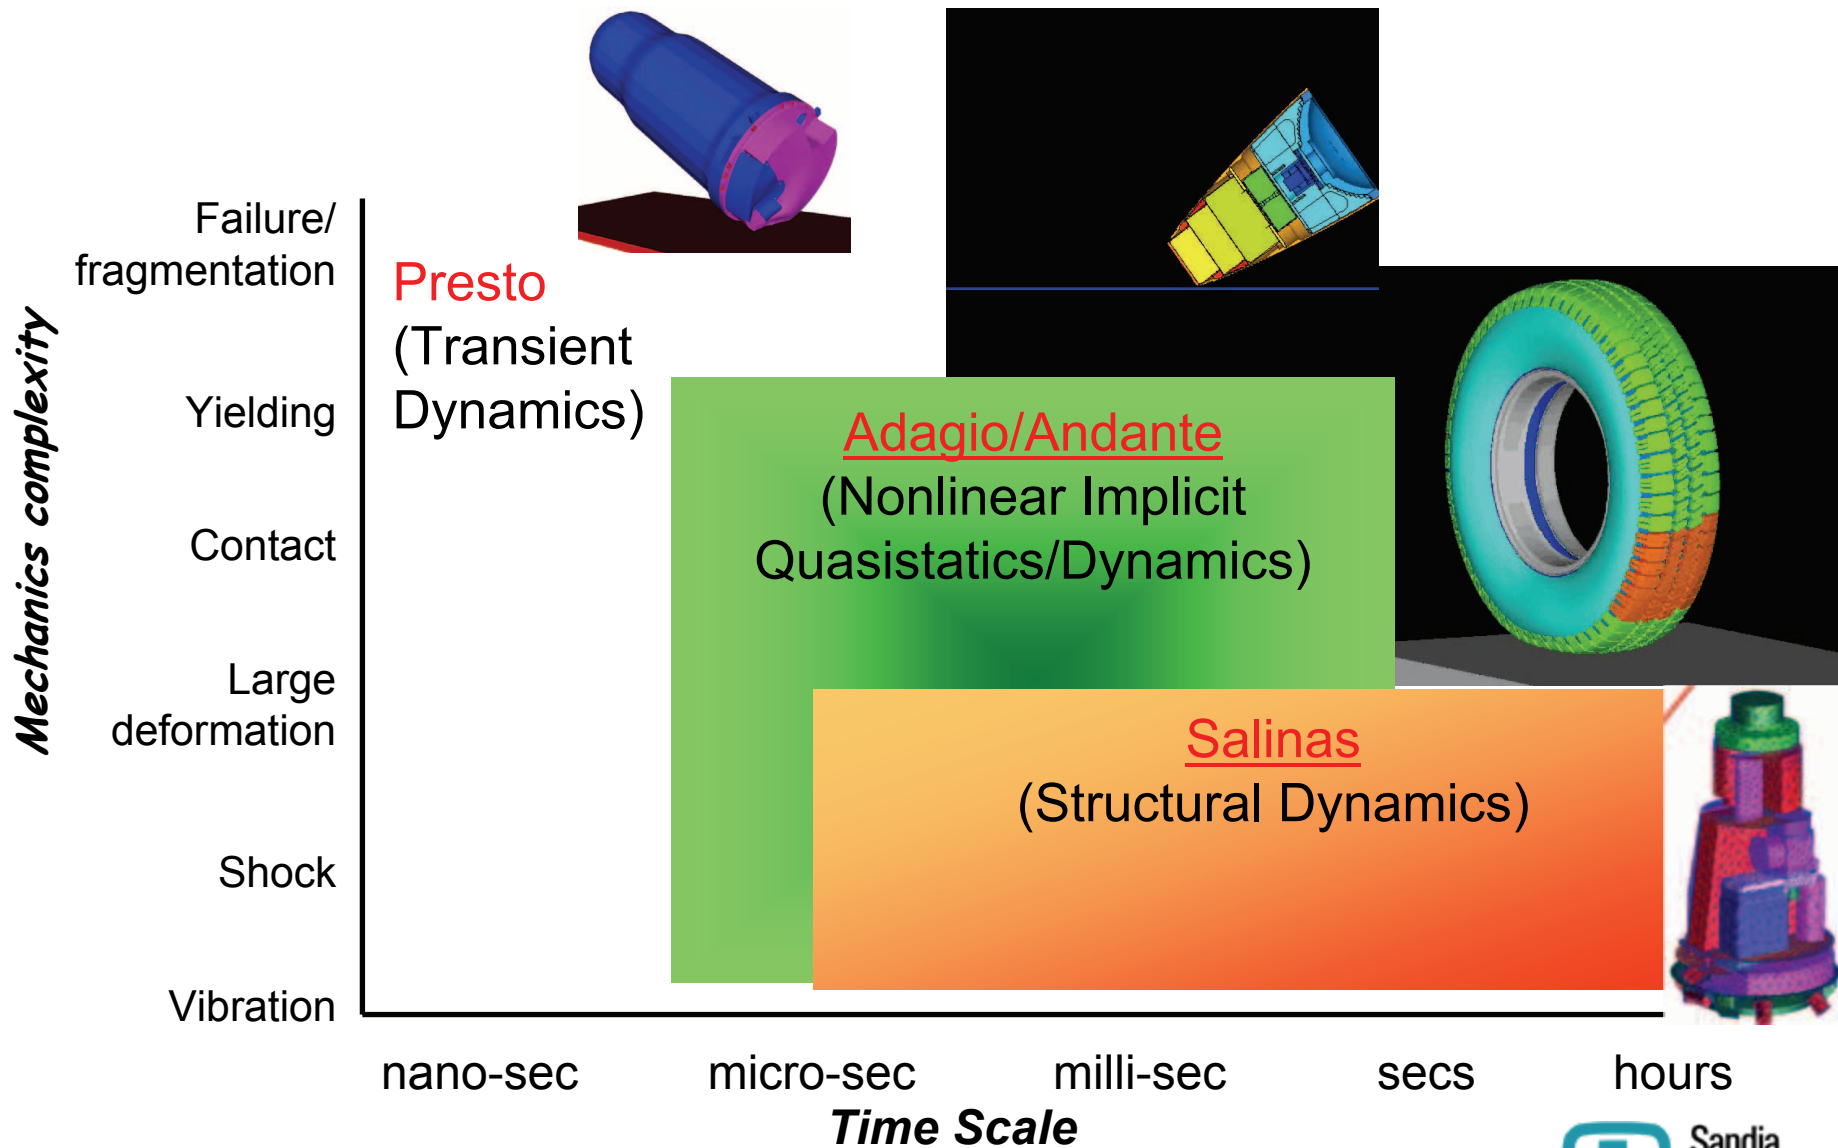 Failure/
fragmentation
Yielding
Contact
Large
deformation
Shock
Vibration
Mechanics complexity
Presto
(Transient
Dynamics)
Adagio/Andante
(Nonlinear Implicit
Quasistatics/Dynamics)
Salinas
(Structural Dynamics)
nano-sec
micro-sec
milli-sec
secs
hours
Time Scale
Sandia